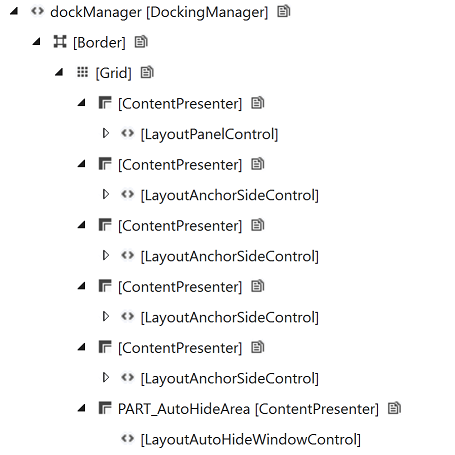 dockManager [DockingManager]
[Border]
[Grid]
[ContentPresenter]
[LayoutPanelControl]
[ContentPresenter]
[LayoutAnchorSideControl]
[ContentPresenter]
[LayoutAnchorSideControl]
[ContentPresenter]
[LayoutAnchorSideControl]
[ContentPresenter]
[LayoutAnchorSideControl]
PART_AutoHideArea [ContentPresenter]
[LayoutAutoHideWindowControl]